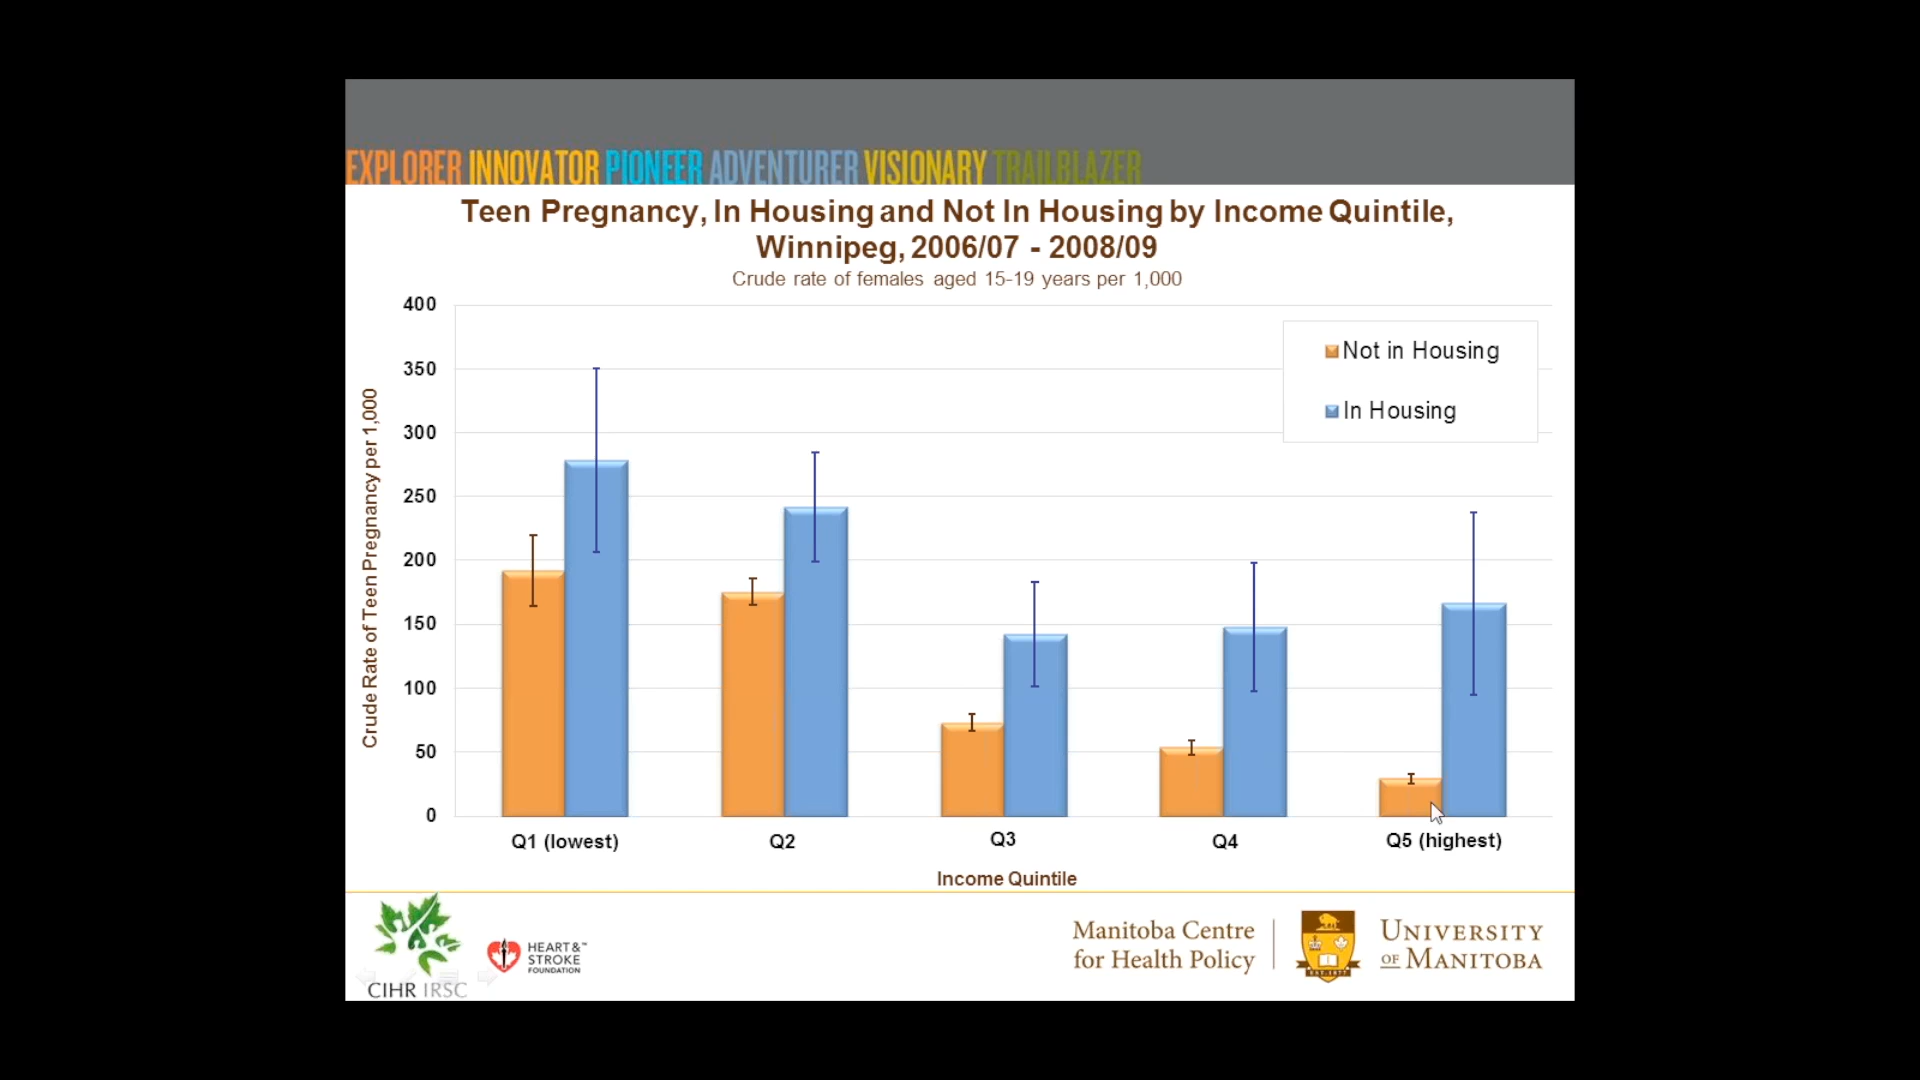 EXPLORER INNOVATOR PIONEER ADVENTURER VISIONARY TRAILBLAZER
Teen Pregnancy, In Housing and Not In Housing by Income Quintile,
Winnipeg, 2006/07 - 2008/09
Crude rate of females aged 15-19 years per 1,000
Crude Rate of Teen Pregnancy per 1,000
400
350
300
250
200
150
100
50
0
Not in Housing
In Housing
Q1 (lowest) Q2 Q3 Q4 Q5 (highest)
Income Quintile
CIHR IRSC
HEART &™
STROKE
FOUNDATION
Manitoba Centre
for Health Policy
UNIVERSITY
OF MANITOBA